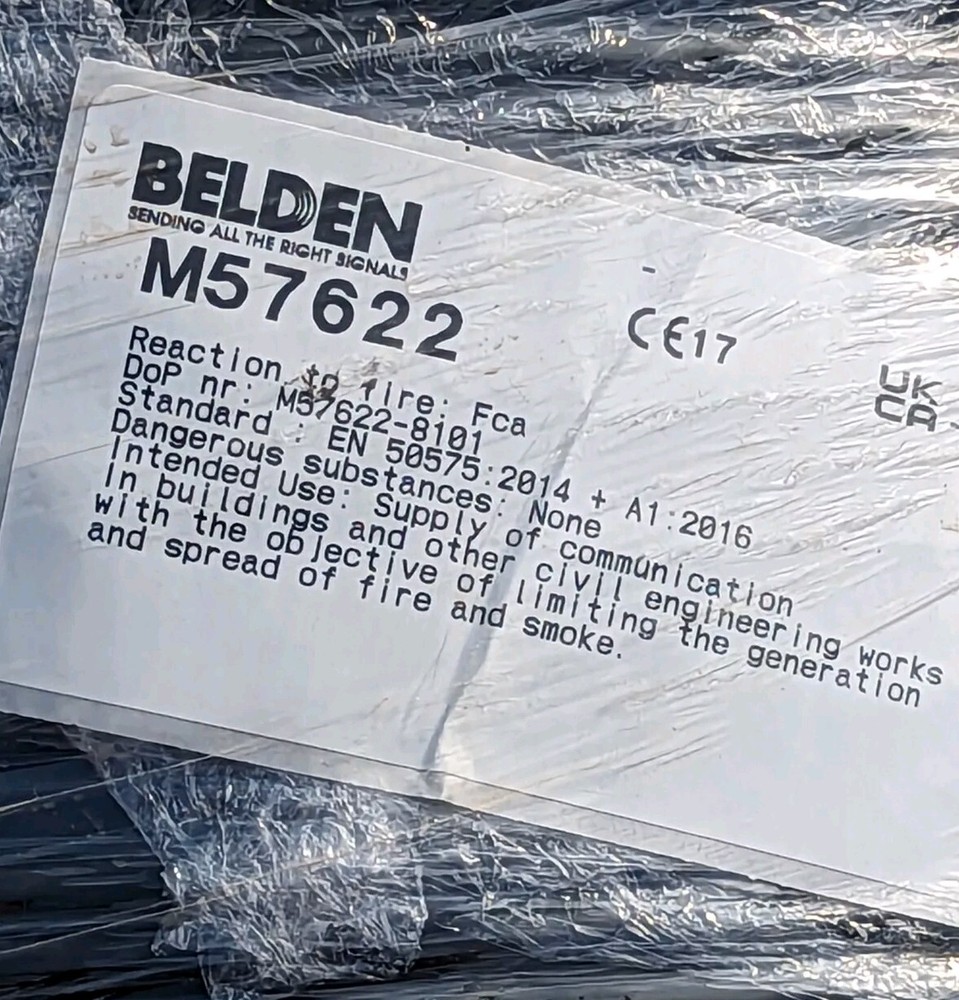 BELDEN
SENDING ALL THE RIGHT SIGNALS
M57622
CE17
UK
CA
Reaction to fire: Fca
DoP nr: M57622-8101
Standard : EN 50575:2014 + A1:2016
Dangerous substances: None
Intended Use: Supply of communication
in buildings and other civil engineering works
with the objective of limiting the generation
and spread of fire and smoke.